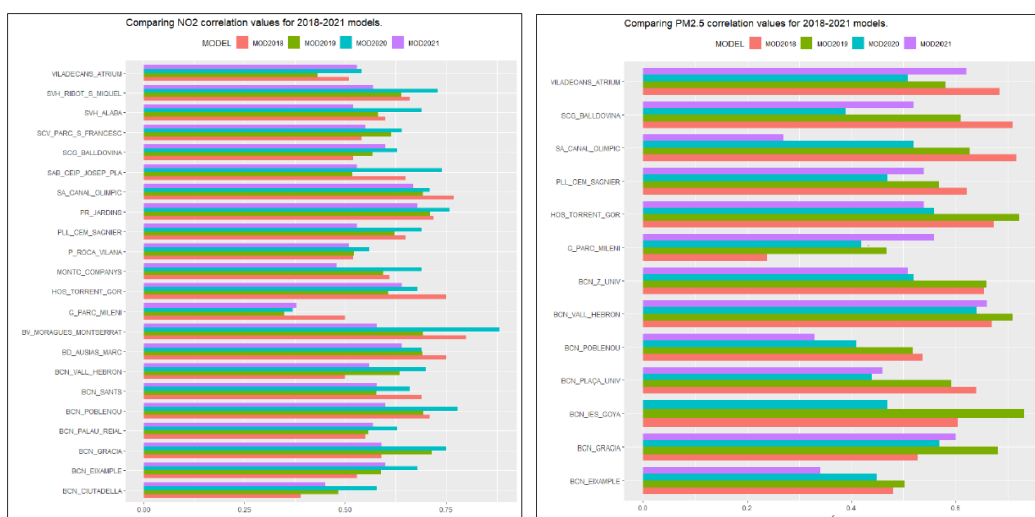 Comparing NO2 correlation values for 2018-2021 models.
MODEL MOD2018 MOD2019 MOD2020 MOD2021
VILADECANS_ATRIUM
SVH_RIBOT_S_MIQUEL
SVH_ALABA
SCV_PARC_S_FRANCESC
SCG_BALLDOVINA
SAB_CEIP_JOSEP_PLA
SA_CANAL_OLIMPIC
PR_JARDINS
PLL_CEM_SAGNIER
P_ROCA_VILANA
MONTC_COMPANYS
HOS_TORRENT_GOR
G_PARC_MILENI
BV_MORAGUES_MONTSERRAT
BD_AUSIAS_MARC
BCN_VALL_HEBRON
BCN_SANTS
BCN_POBLENOU
BCN_PALAU_REIAL
BCN_GRACIA
BCN_EIXAMPLE
BCN_CIUTADELLA
0.00 0.25 0.50 0.75
Comparing PM2.5 correlation values for 2018-2021 models.
MODEL MOD2018 MOD2019 MOD2020 MOD2021
VILADECANS_ATRIUM
SCG_BALLDOVINA
SA_CANAL_OLIMPIC
PLL_CEM_SAGNIER
HOS_TORRENT_GOR
G_PARC_MILENI
BCN_Z_UNIV
BCN_VALL_HEBRON
BCN_POBLENOU
BCN_PLAÇA_UNIV
BCN_IES_GOYA
BCN_GRACIA
BCN_EIXAMPLE
0.0 0.2 0.4 0.6